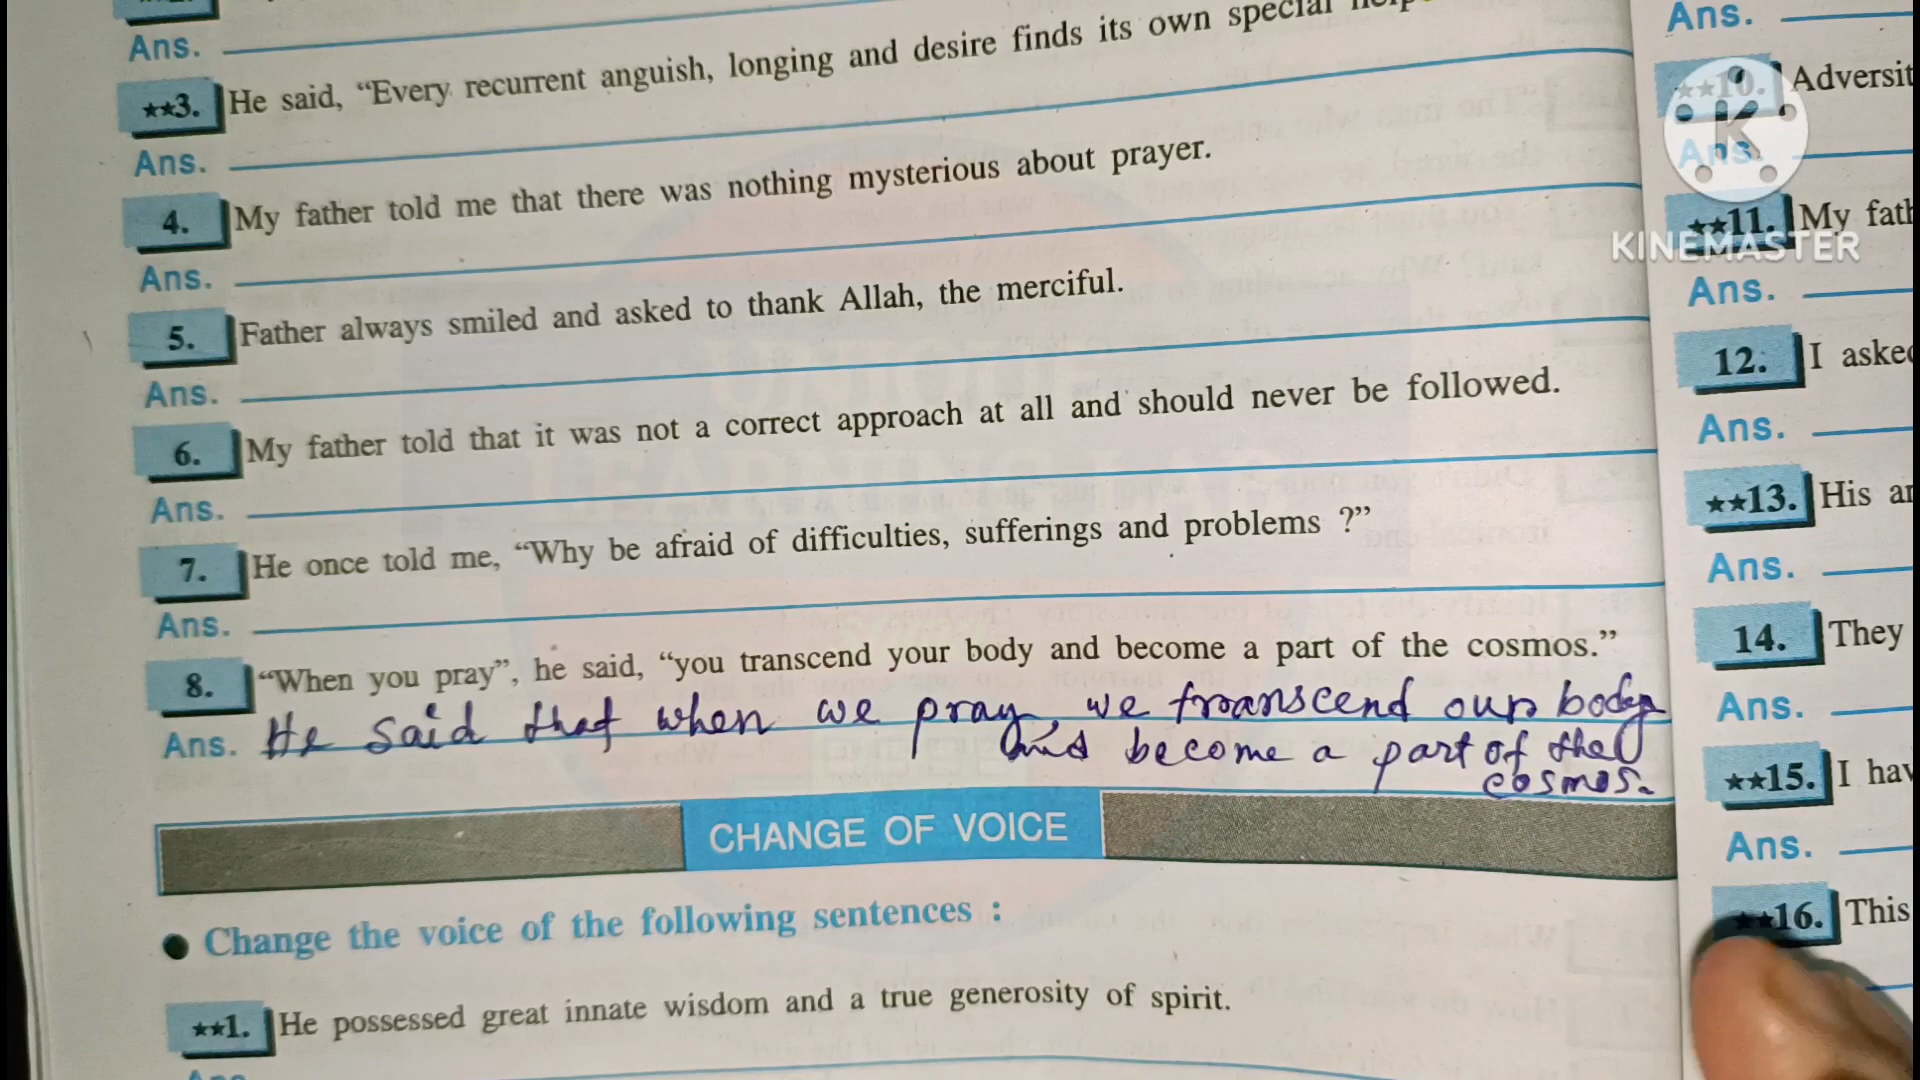 Ans.
★★3. He said, “Every recurrent anguish, longing and desire finds its own special
Ans.
4. My father told me that there was nothing mysterious about prayer.
Ans.
5. Father always smiled and asked to thank Allah, the merciful.
Ans.
6. My father told that it was not a correct approach at all and should never be followed.
Ans.
7. He once told me, “Why be afraid of difficulties, sufferings and problems ?”
Ans.
8. “When you pray”, he said, “you transcend your body and become a part of the cosmos.”
Ans. He said that when we pray, we transcend our body
and become a part of the
cosmos.
CHANGE OF VOICE
● Change the voice of the following sentences :
★★1. He possessed great innate wisdom and a true generosity of spirit.
Ans.
Ans.
★★10. Adversit
Ans.
★★11. My fath
Ans.
12. I asked
Ans.
★★13. His ar
Ans.
14. They
Ans.
★★15. I hav
Ans.
★★16. This
K
KINEMASTER